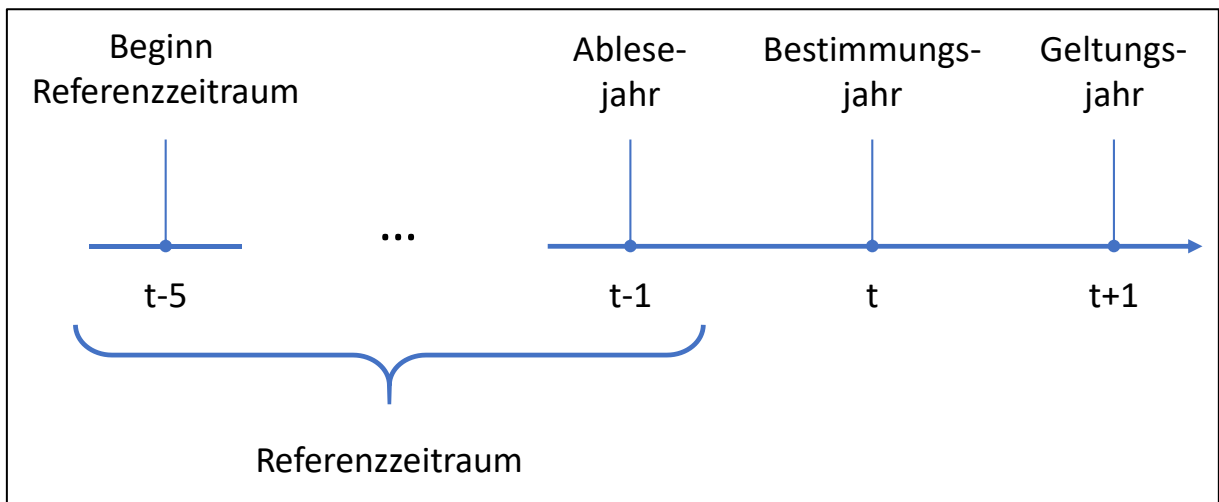 Beginn
Referenzzeitraum
Ablese-
jahr
Bestimmungs-
jahr
Geltungs-
jahr
...
t-5
t-1
t
t+1
Referenzzeitraum